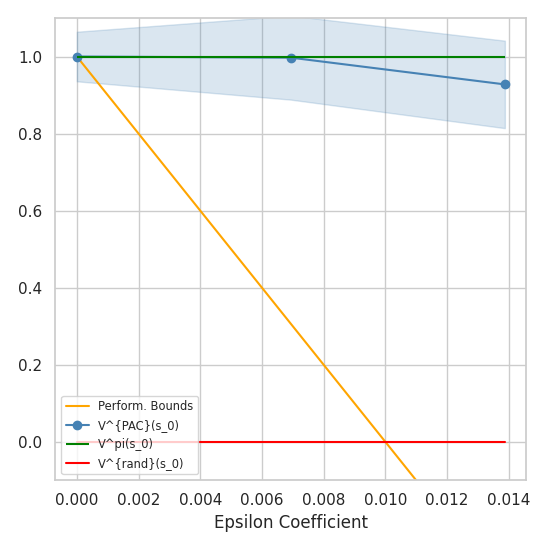 1.0
0.8
0.6
0.4
0.2
0.0
Perform. Bounds
V^{PAC}(s_0)
V^pi(s_0)
V^{rand}(s_0)
0.000 0.002 0.004 0.006 0.008 0.010 0.012 0.014
Epsilon Coefficient